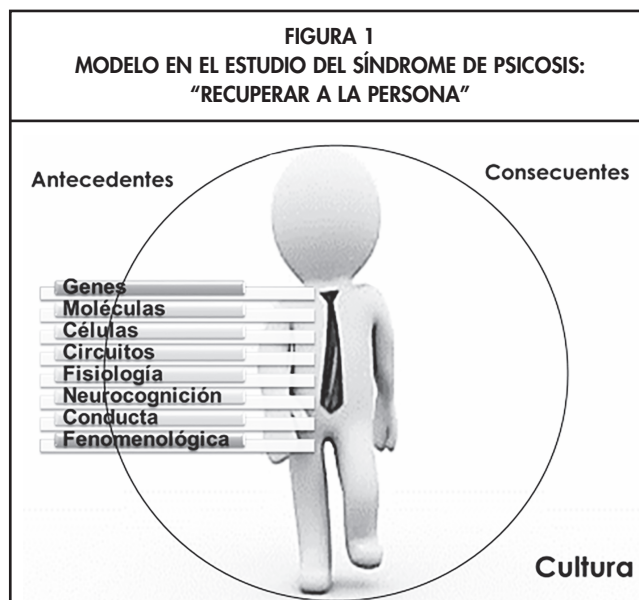 FIGURA 1
MODELO EN EL ESTUDIO DEL SÍNDROME DE PSICOSIS:
“RECUPERAR A LA PERSONA”
Antecedentes
Consecuentes
Genes
Moléculas
Células
Circuitos
Fisiología
Neurocognición
Conducta
Fenomenológica
Cultura